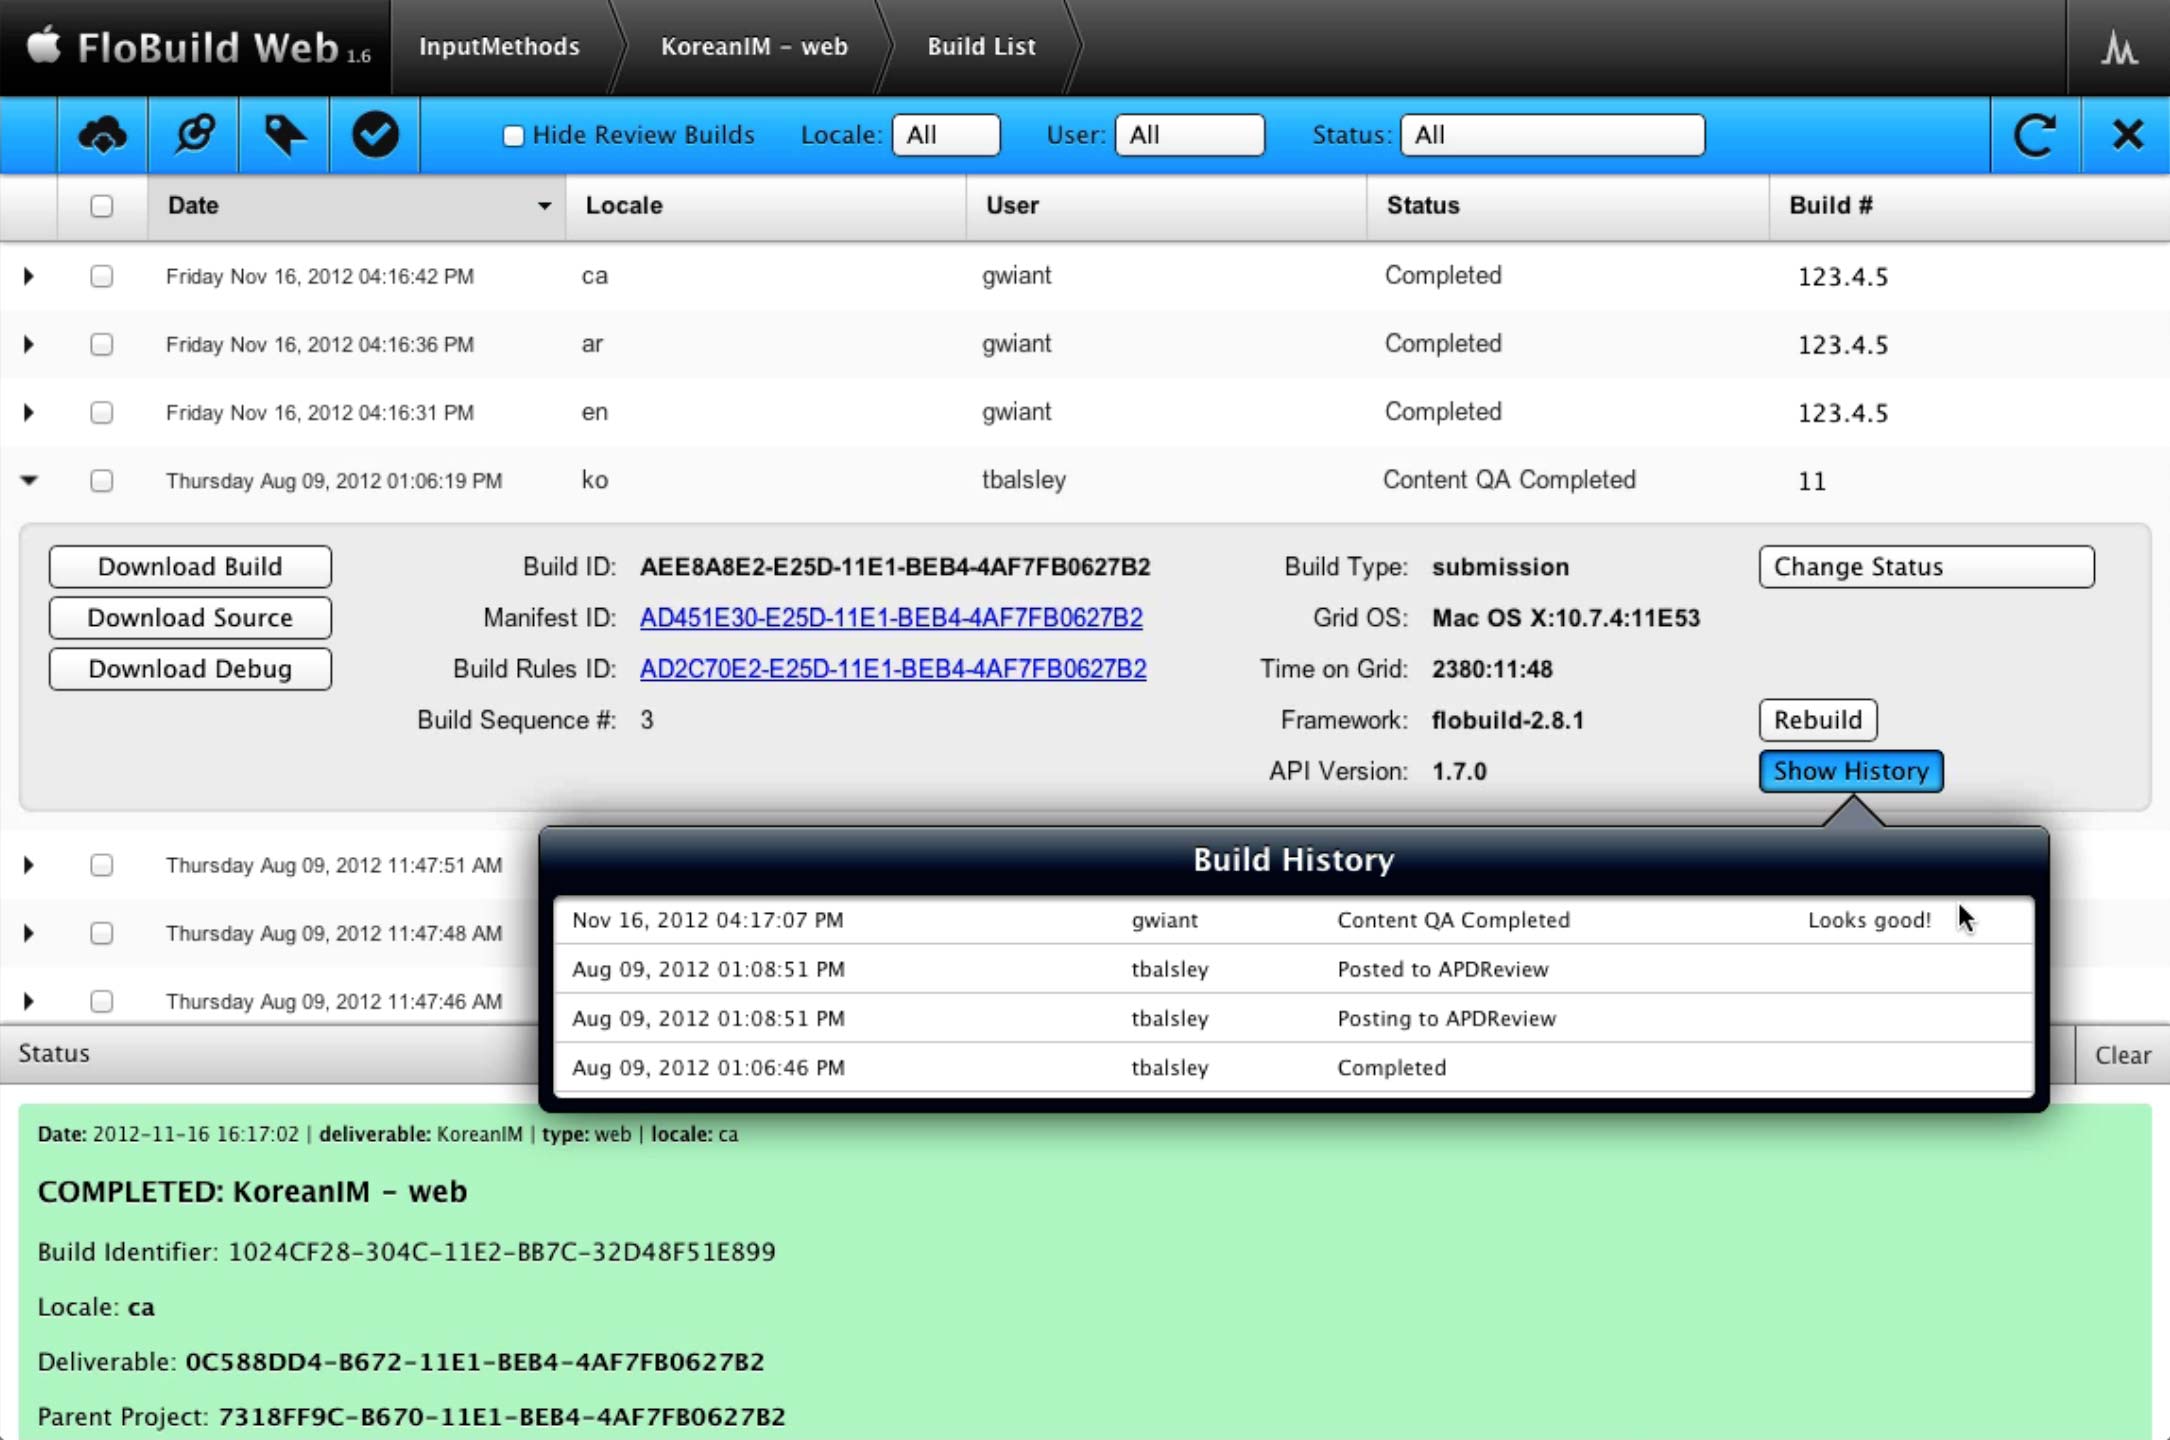 FloBuild Web 1.6
InputMethods
KoreanIM – web
Build List
Hide Review Builds
Locale: All
User: All
Status: All
Date Locale User Status Build #
Friday Nov 16, 2012 04:16:42 PM ca gwiant Completed 123.4.5
Friday Nov 16, 2012 04:16:36 PM ar gwiant Completed 123.4.5
Friday Nov 16, 2012 04:16:31 PM en gwiant Completed 123.4.5
Thursday Aug 09, 2012 01:06:19 PM ko tbalsley Content QA Completed 11
Download Build Build ID: AEE8A8E2-E25D-11E1-BEB4-4AF7FB0627B2 Build Type: submission Change Status
Download Source Manifest ID: AD451E30-E25D-11E1-BEB4-4AF7FB0627B2 Grid OS: Mac OS X:10.7.4:11E53
Download Debug Build Rules ID: AD2C70E2-E25D-11E1-BEB4-4AF7FB0627B2 Time on Grid: 2380:11:48
Build Sequence #: 3 Framework: flobuild-2.8.1 Rebuild
API Version: 1.7.0 Show History
Thursday Aug 09, 2012 11:47:51 AM
Thursday Aug 09, 2012 11:47:48 AM
Thursday Aug 09, 2012 11:47:46 AM
Build History
Nov 16, 2012 04:17:07 PM gwiant Content QA Completed Looks good!
Aug 09, 2012 01:08:51 PM tbalsley Posted to APDReview
Aug 09, 2012 01:08:51 PM tbalsley Posting to APDReview
Aug 09, 2012 01:06:46 PM tbalsley Completed
Status Clear
Date: 2012-11-16 16:17:02 | deliverable: KoreanIM | type: web | locale: ca
COMPLETED: KoreanIM – web
Build Identifier: 1024CF28-304C-11E2-BB7C-32D48F51E899
Locale: ca
Deliverable: 0C588DD4-B672-11E1-BEB4-4AF7FB0627B2
Parent Project: 7318FF9C-B670-11E1-BEB4-4AF7FB0627B2